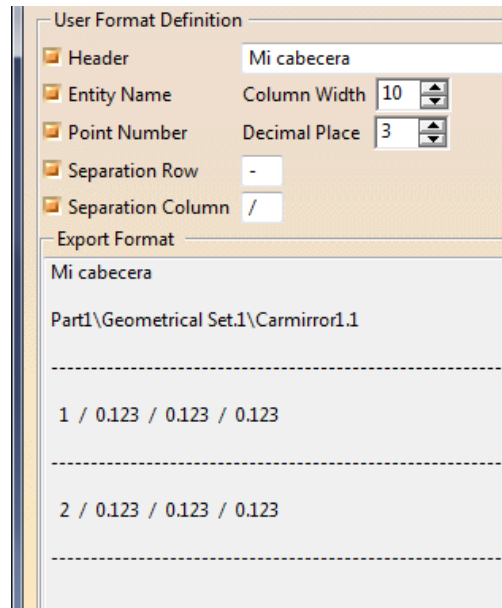 User Format Definition
Header Mi cabecera
Entity Name Column Width 10
Point Number Decimal Place 3
Separation Row -
Separation Column /
Export Format
Mi cabecera
Part1\Geometrical Set.1\Carmirror1.1
----------------------------------------------------------
1 / 0.123 / 0.123 / 0.123
----------------------------------------------------------
2 / 0.123 / 0.123 / 0.123
----------------------------------------------------------